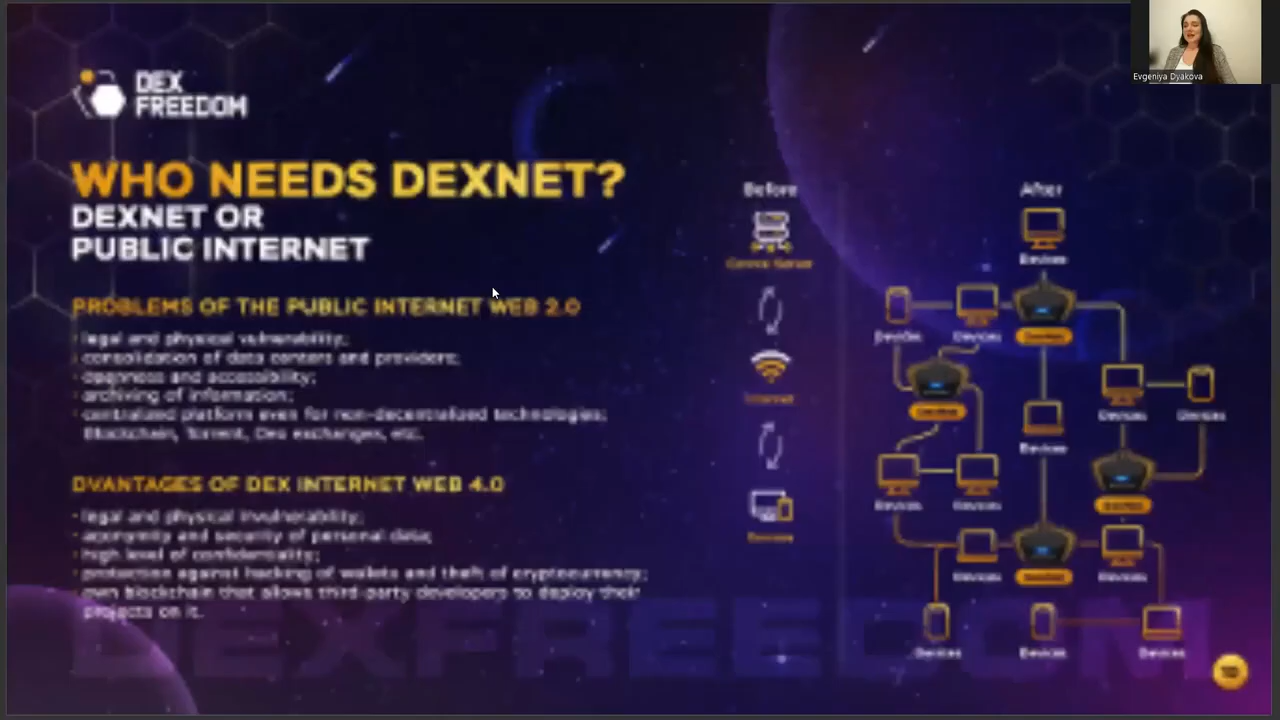 Evgeniya Dyakova
DEX
FREEDOM
WHO NEEDS DEXNET?
DEXNET OR
PUBLIC INTERNET
PROBLEMS OF THE PUBLIC INTERNET WEB 2.0
- legal and physical vulnerability;
- consolidation of data centers and providers;
- openness and accessibility;
- archiving of information;
- centralized platform even for non-decentralized technologies:
Blockchain, Torrent, Dex exchanges, etc.
DVANTAGES OF DEX INTERNET WEB 4.0
- legal and physical invulnerability;
- anonymity and security of personal data;
- high level of confidentiality;
- protection against hacking of wallets and theft of cryptocurrency;
- own blockchain that allows third-party developers to deploy their
projects on it.
Before
Internet
After
Devices
Devices
Devices
Devices
Devices
Devices
Devices
Devices
Devices
Devices
Devices
Devices
Devices
DEXFREEDOM